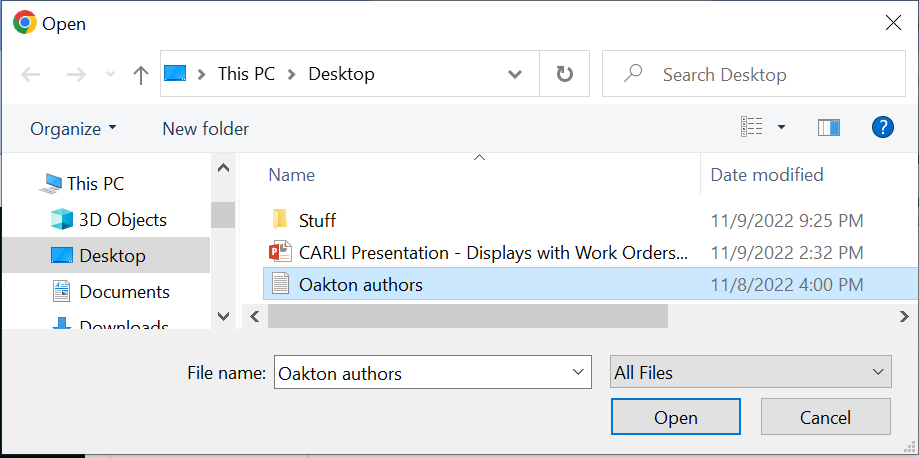 Open
This PC Desktop Search Desktop
Organize New folder
Name Date modified
This PC
3D Objects
Desktop
Documents
Downloads
Stuff 11/9/2022 9:25 PM
CARLI Presentation - Displays with Work Orders... 11/9/2022 2:32 PM
Oakton authors 11/8/2022 4:00 PM
File name: Oakton authors All Files
Open Cancel